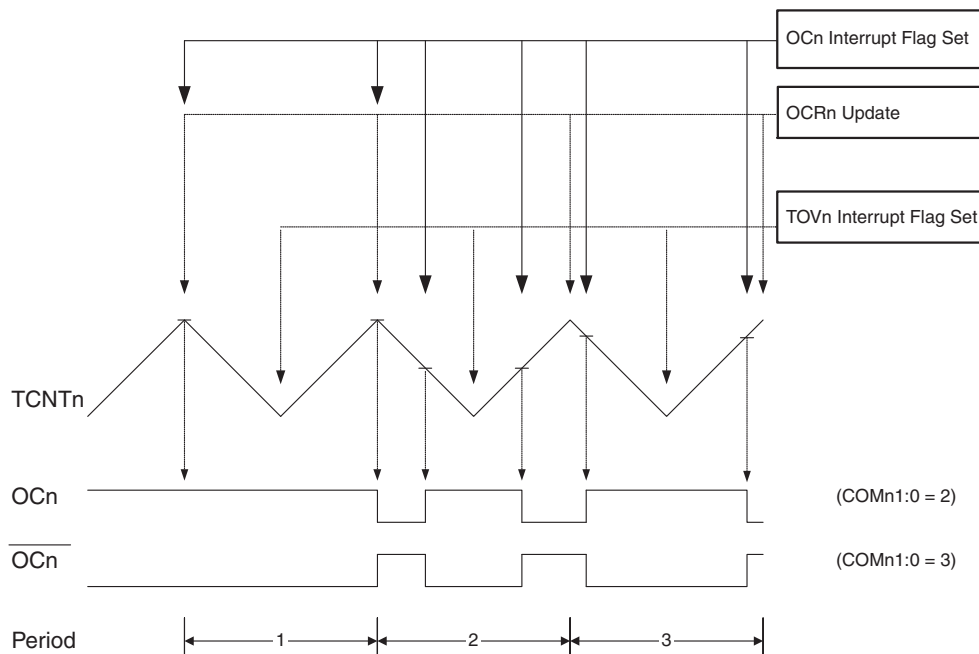 OCn Interrupt Flag Set
OCRn Update
TOVn Interrupt Flag Set
TCNTn
OCn (COMn1:0 = 2)
OCn (COMn1:0 = 3)
Period 1 2 3